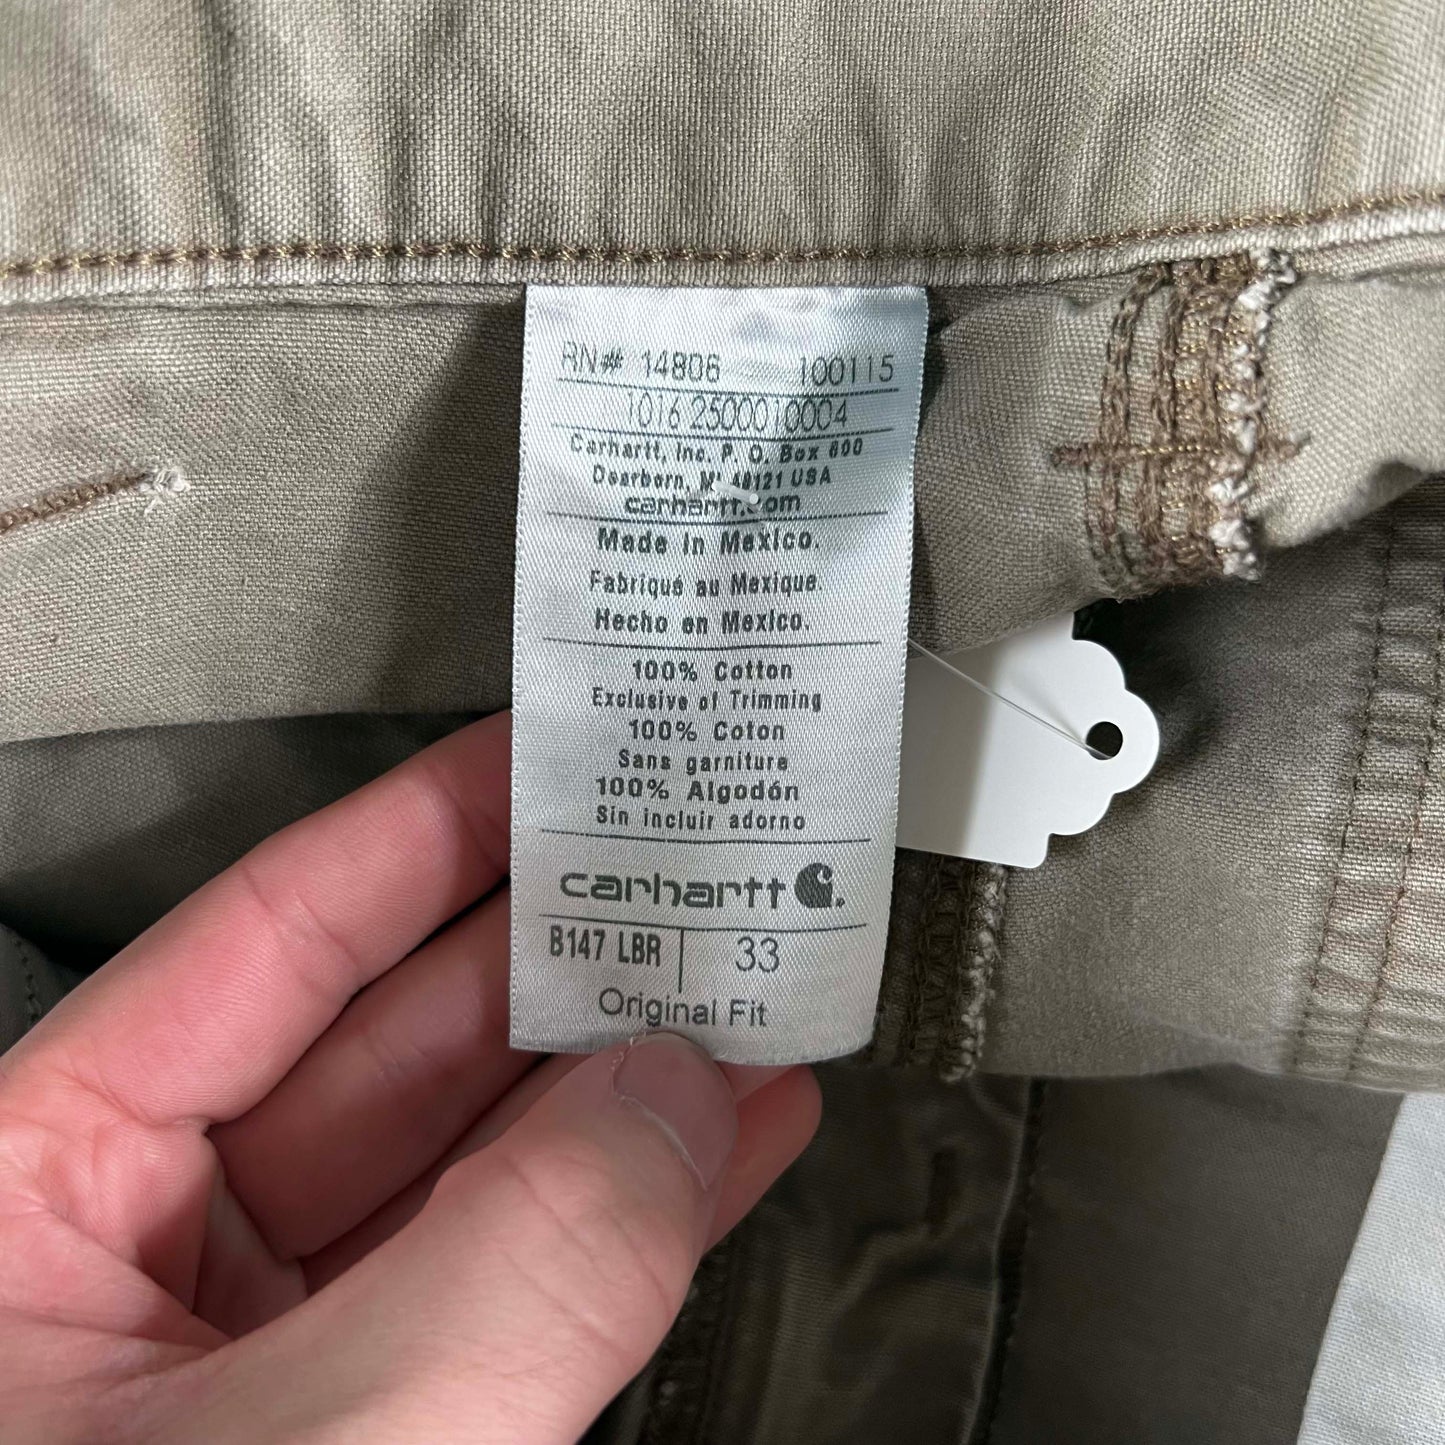 RN# 14806 100115
1016 2500010004
Carhartt, Inc. P. O. Box 600
Dearborn, MI 48121 USA
carhartt.com
Made in Mexico.
Fabriqué au Mexique
Hecho en Mexico.
100% Cotton
Exclusive of Trimming
100% Coton
Sans garniture
100% Algodón
Sin incluir adorno
carhartt
B147 LBR 33
Original Fit